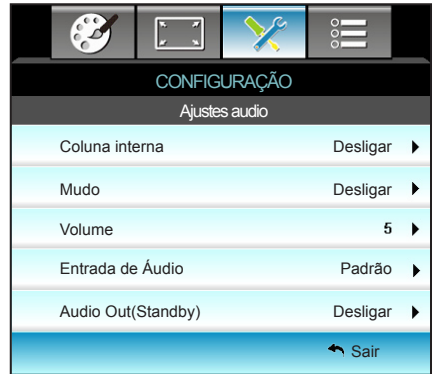 CONFIGURAÇÃO
Ajustes audio
Coluna interna Desligar
Mudo Desligar
Volume 5
Entrada de Áudio Padrão
Audio Out(Standby) Desligar
Sair